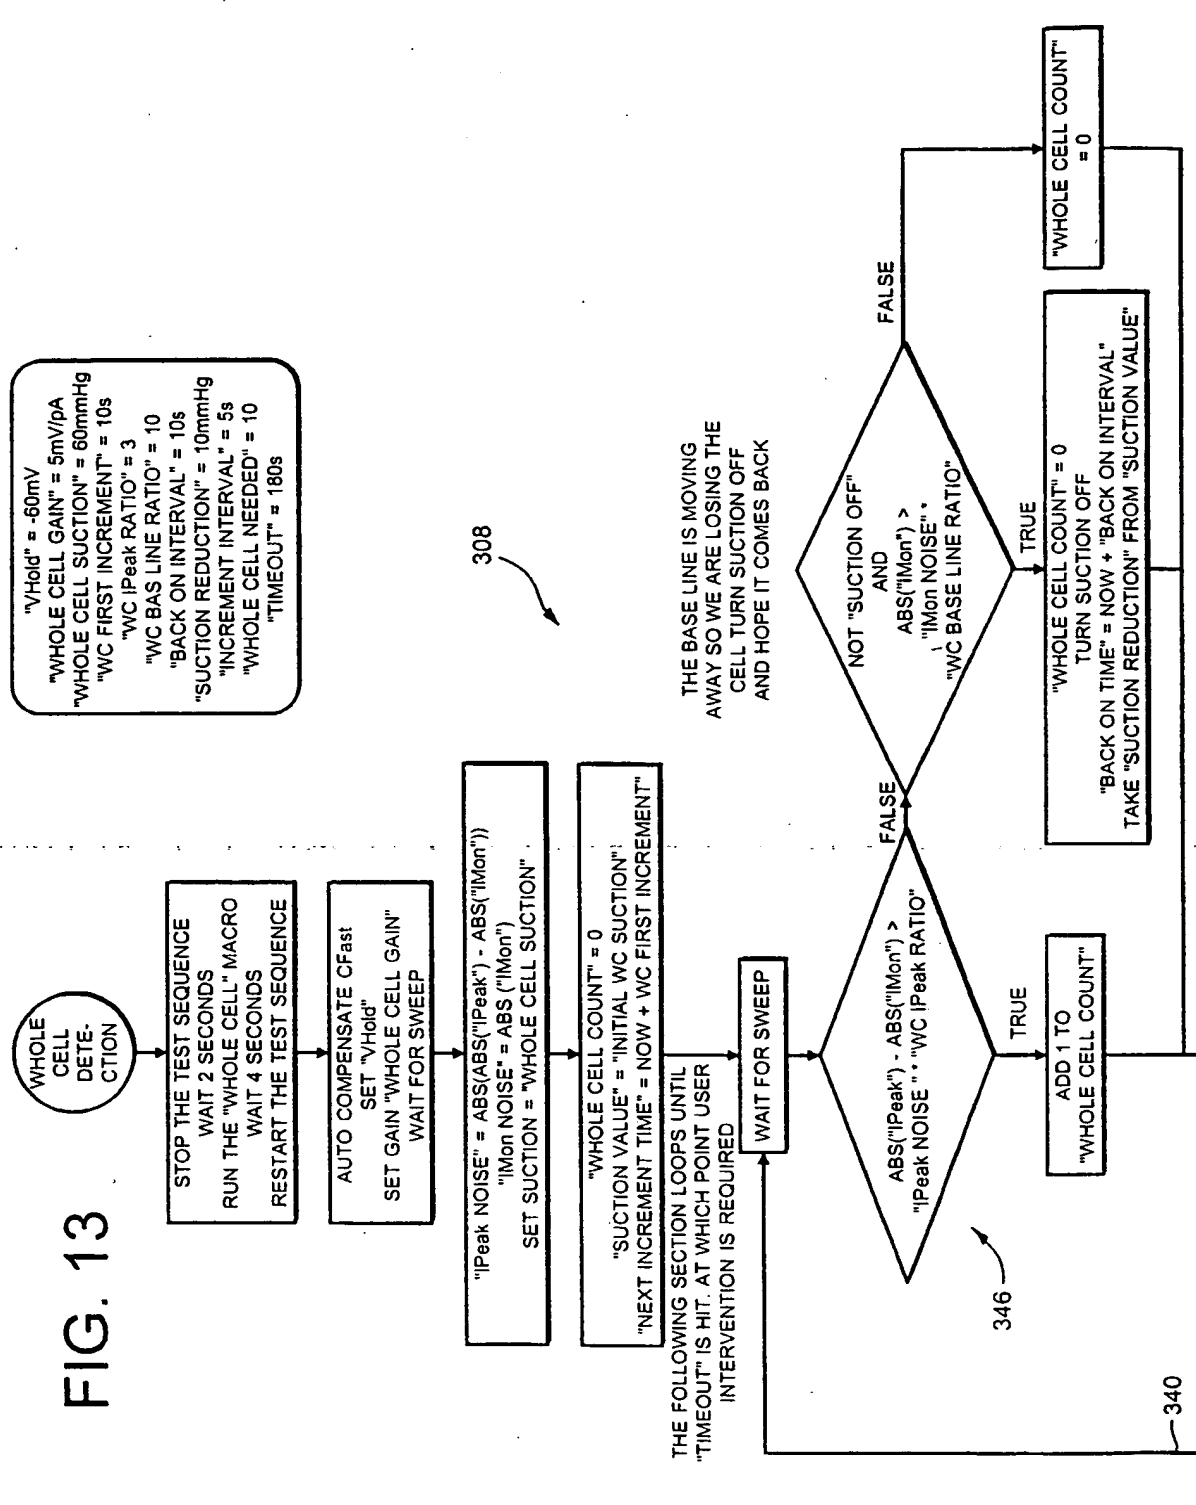 FIG. 13
"VHold" = -60mV
"WHOLE CELL GAIN" = 5mV/pA
"WHOLE CELL SUCTION" = 60mmHg
"WC FIRST INCREMENT" = 10s
"WC IPeak RATIO" = 3
"WC BAS LINE RATIO" = 10
"BACK ON INTERVAL" = 10s
"SUCTION REDUCTION" = 10mmHg
"INCREMENT INTERVAL" = 5s
"WHOLE CELL NEEDED" = 10
"TIMEOUT" = 180s
WHOLE
CELL
DETE-
CTION
STOP THE TEST SEQUENCE
WAIT 2 SECONDS
RUN THE "WHOLE CELL" MACRO
WAIT 4 SECONDS
RESTART THE TEST SEQUENCE
AUTO COMPENSATE CFast
SET "VHold"
SET GAIN "WHOLE CELL GAIN"
WAIT FOR SWEEP
"IPeak NOISE" = ABS(ABS("IPeak") - ABS("IMon"))
"IMon NOISE" = ABS ("IMon")
SET SUCTION = "WHOLE CELL SUCTION"
308
"WHOLE CELL COUNT" = 0
"SUCTION VALUE" = "INITIAL WC SUCTION"
"NEXT INCREMENT TIME" = NOW + "WC FIRST INCREMENT"
THE FOLLOWING SECTION LOOPS UNTIL
"TIMEOUT" IS HIT. AT WHICH POINT USER
INTERVENTION IS REQUIRED
WAIT FOR SWEEP
THE BASE LINE IS MOVING
AWAY SO WE ARE LOSING THE
CELL TURN SUCTION OFF
AND HOPE IT COMES BACK
ABS("IPeak") - ABS("IMon") >
"IPeak NOISE " * "WC IPeak RATIO"
FALSE
NOT "SUCTION OFF"
AND
ABS("IMon") >
"IMon NOISE" *
"WC BASE LINE RATIO"
FALSE
346
TRUE
TRUE
ADD 1 TO
"WHOLE CELL COUNT"
"WHOLE CELL COUNT" = 0
TURN SUCTION OFF
"BACK ON TIME" = NOW + "BACK ON INTERVAL"
TAKE "SUCTION REDUCTION" FROM "SUCTION VALUE"
"WHOLE CELL COUNT"
= 0
340